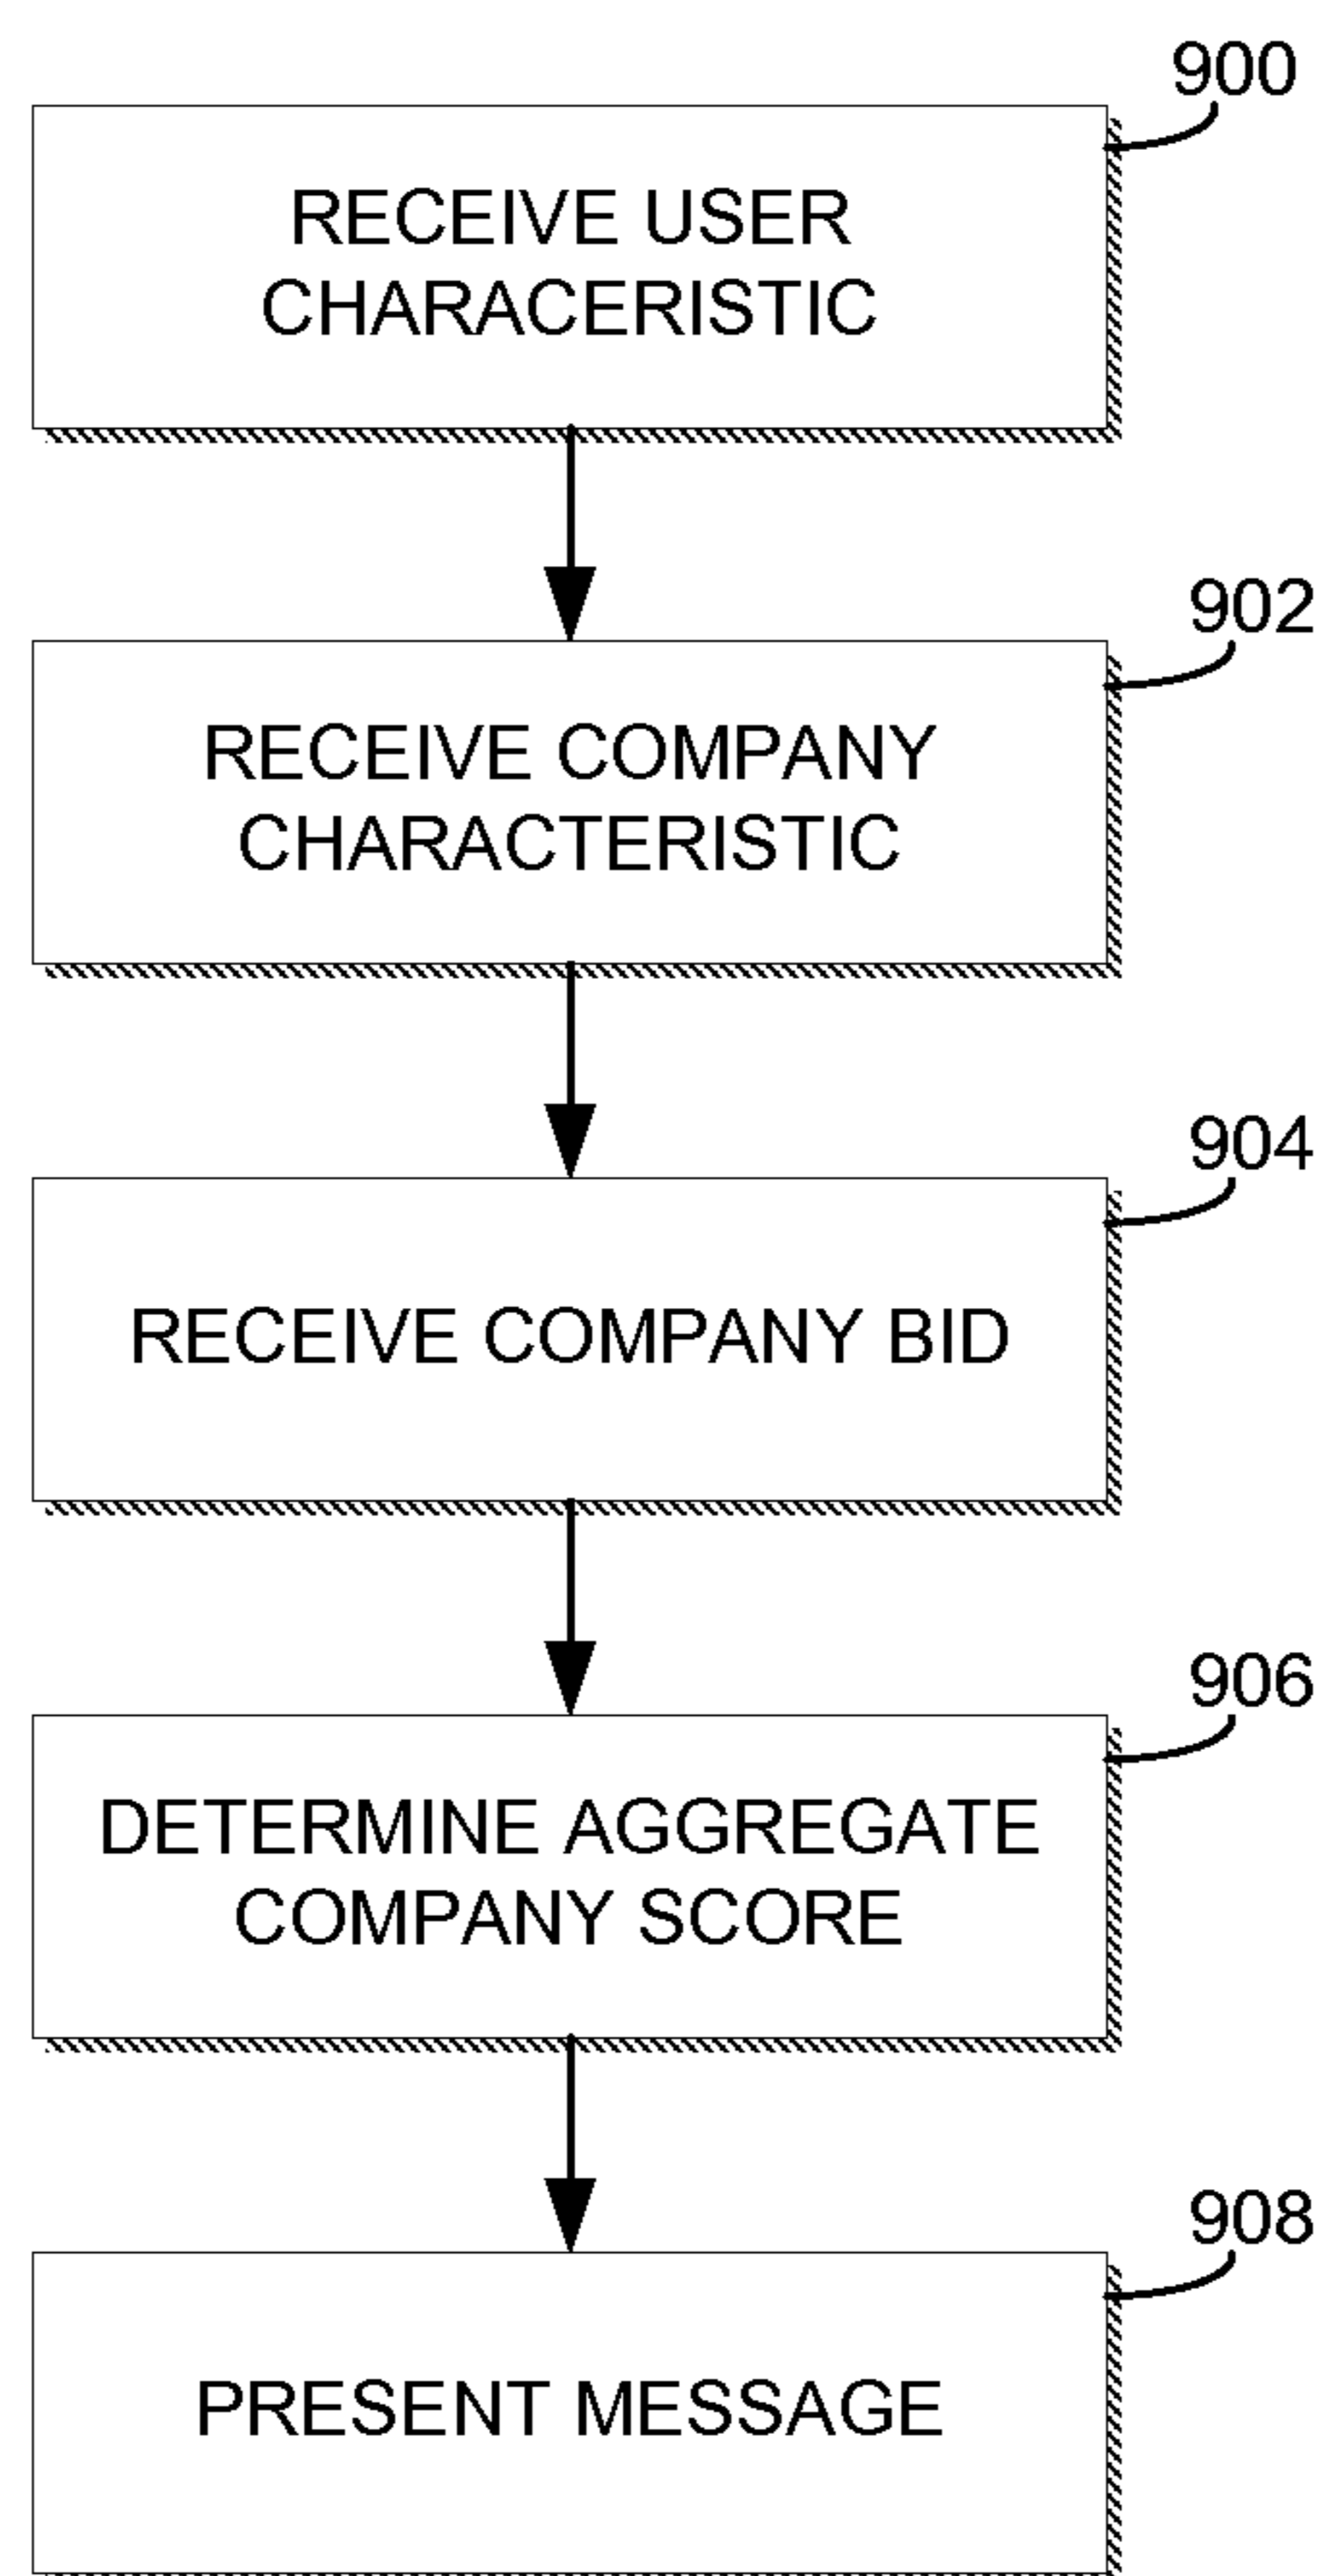 900
RECEIVE USER
CHARACERISTIC
902
RECEIVE COMPANY
CHARACTERISTIC
904
RECEIVE COMPANY BID
906
DETERMINE AGGREGATE
COMPANY SCORE
908
PRESENT MESSAGE